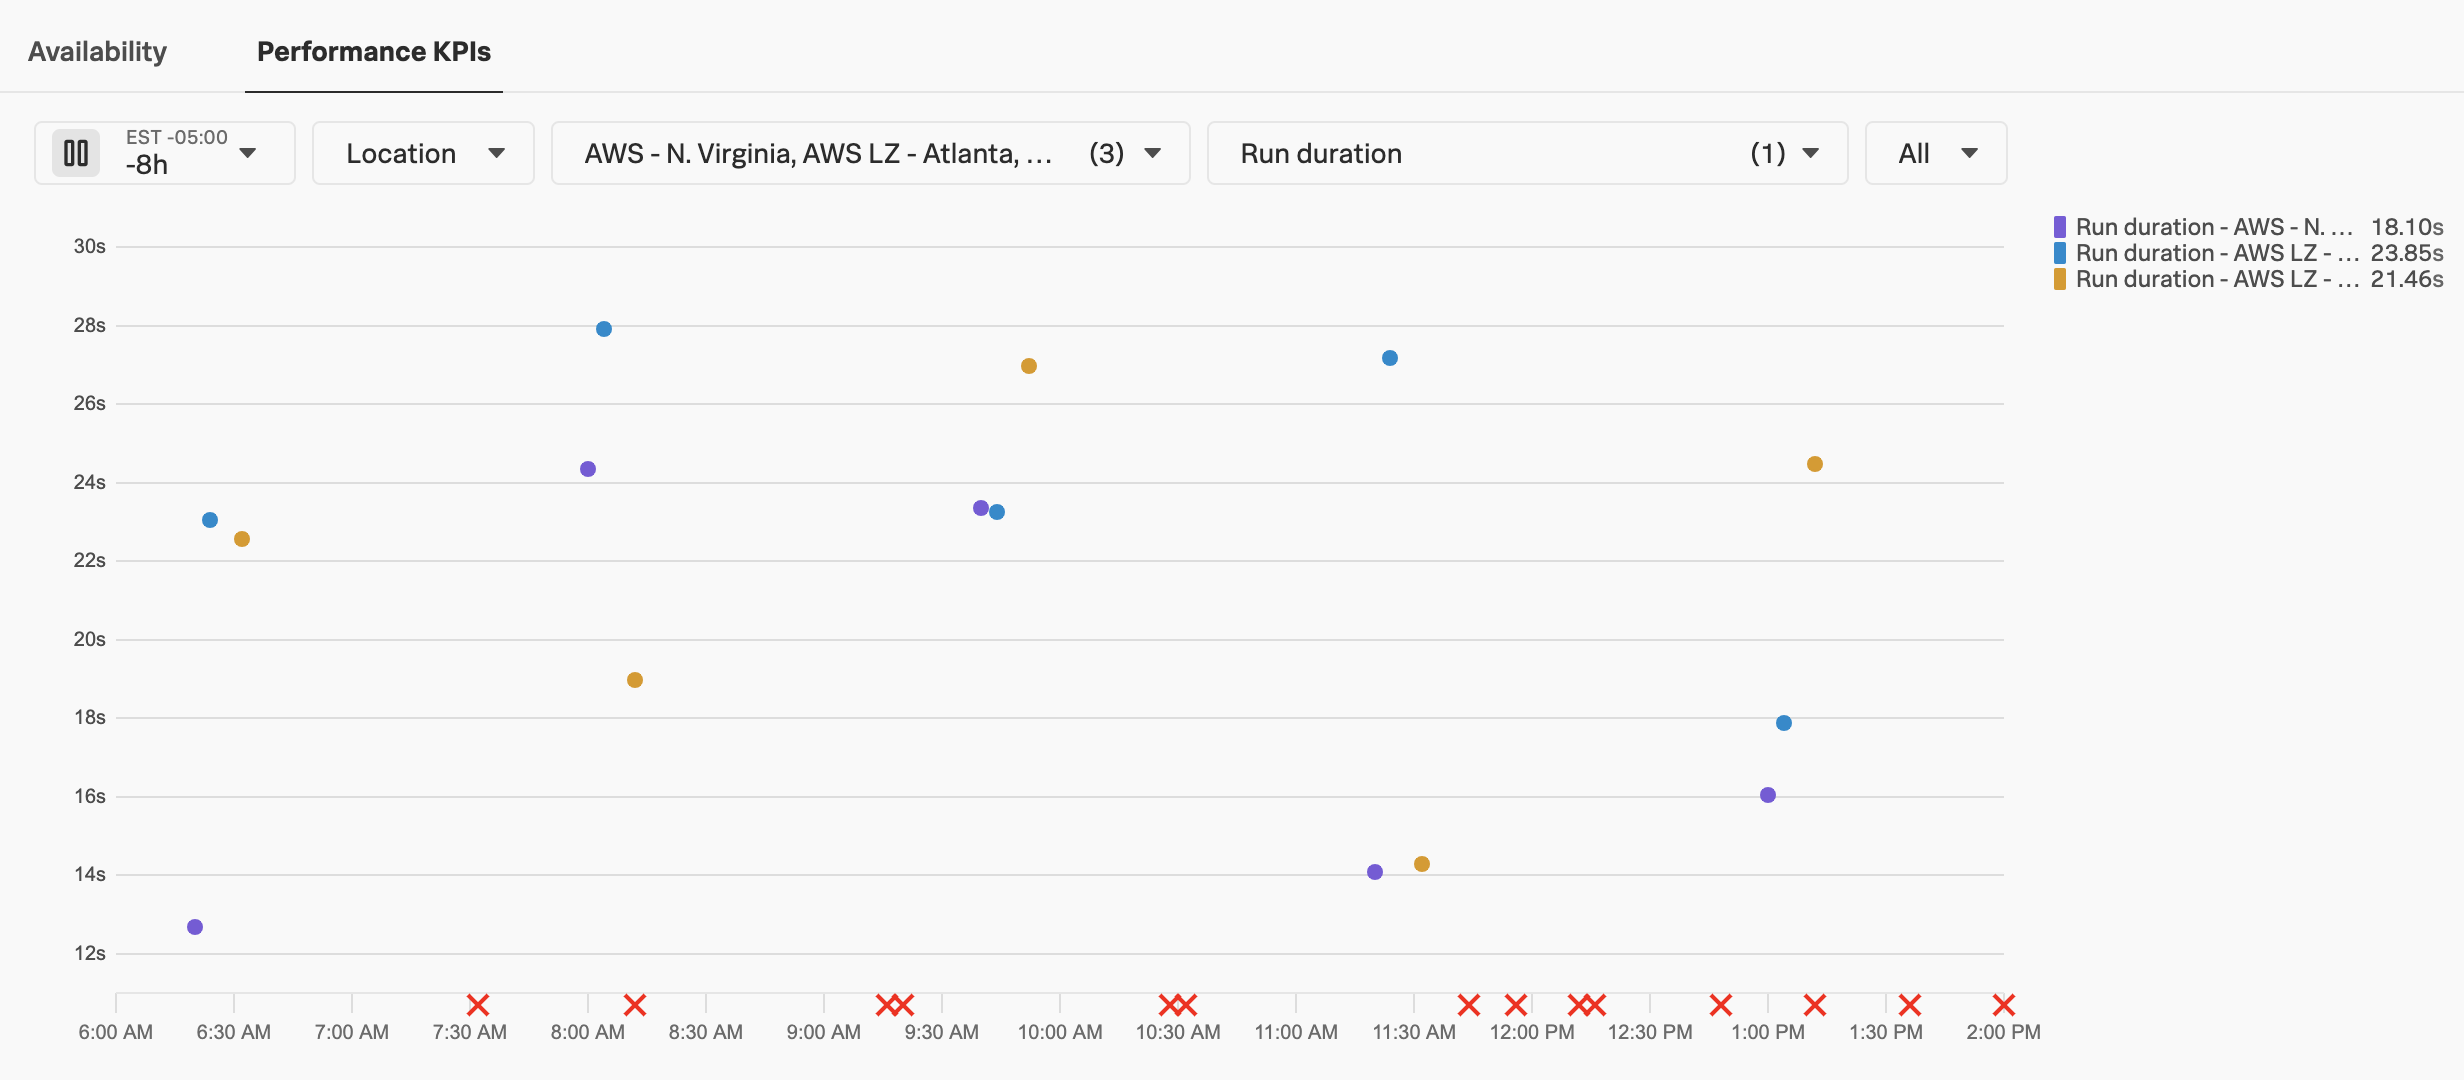 Availability
Performance KPIs
EST -05:00
-8h
Location
AWS - N. Virginia, AWS LZ - Atlanta, ... (3)
Run duration (1)
All
Run duration - AWS - N. ... 18.10s
Run duration - AWS LZ - ... 23.85s
Run duration - AWS LZ - ... 21.46s
30s
28s
26s
24s
22s
20s
18s
16s
14s
12s
6:00 AM 6:30 AM 7:00 AM 7:30 AM 8:00 AM 8:30 AM 9:00 AM 9:30 AM 10:00 AM 10:30 AM 11:00 AM 11:30 AM 12:00 PM 12:30 PM 1:00 PM 1:30 PM 2:00 PM